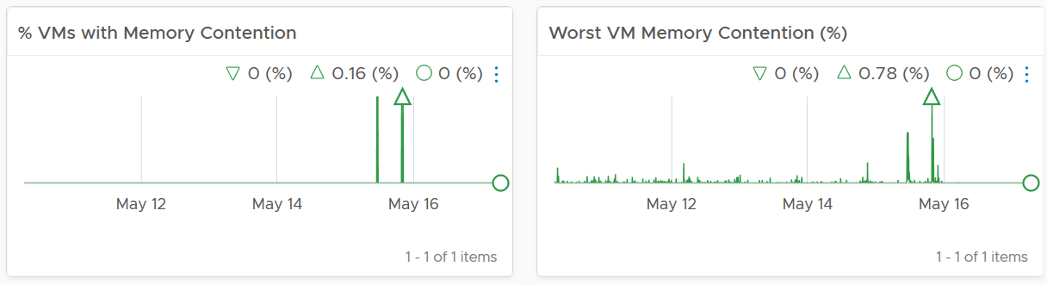 % VMs with Memory Contention
0 (%) 0.16 (%) 0 (%)
May 12 May 14 May 16
1 - 1 of 1 items
Worst VM Memory Contention (%)
0 (%) 0.78 (%) 0 (%)
May 12 May 14 May 16
1 - 1 of 1 items